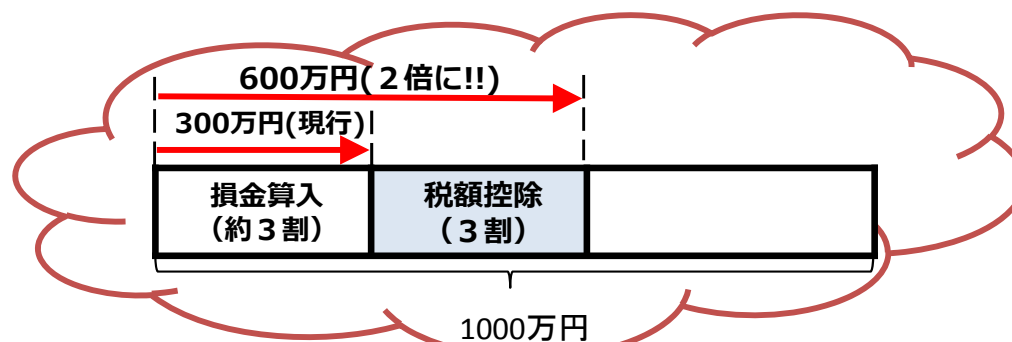 600万円(２倍に!!)
300万円(現行)
損金算入
（約３割）
税額控除
（３割）
1000万円